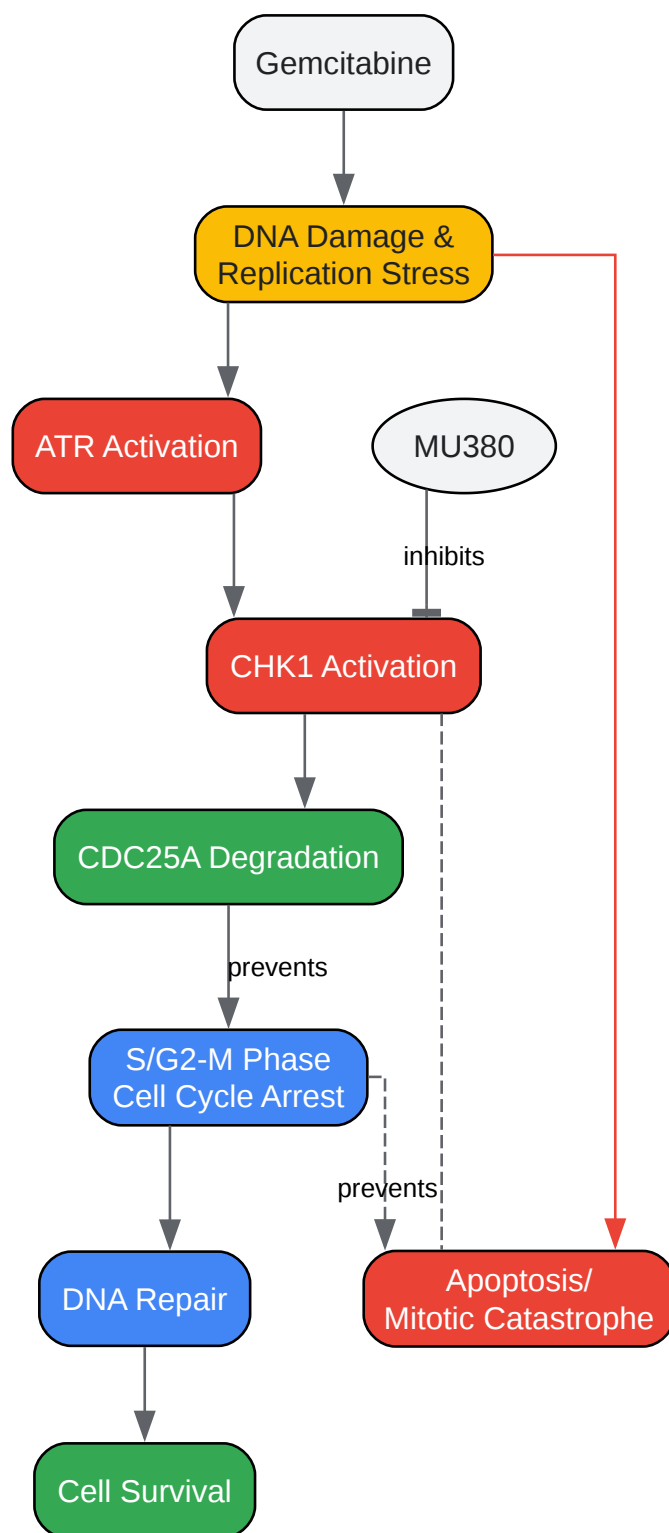 Gemcitabine
DNA Damage &
Replication Stress
ATR Activation
MU380
inhibits
CHK1 Activation
CDC25A Degradation
prevents
S/G2-M Phase
Cell Cycle Arrest
prevents
DNA Repair
Apoptosis/
Mitotic Catastrophe
Cell Survival